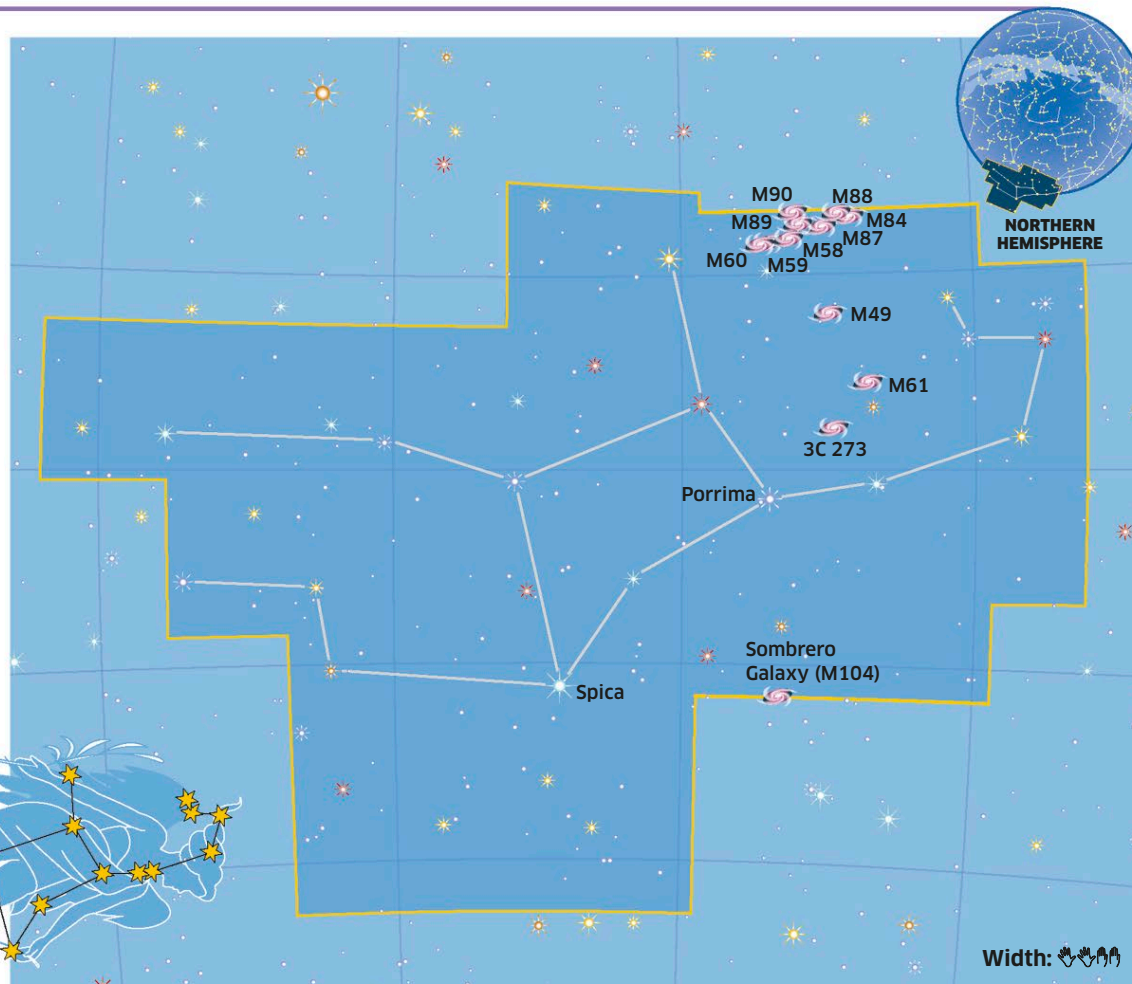 NORTHERN
HEMISPHERE
M90
M88
M89
M84
M87
M58
M60
M59
M49
M61
3C 273
Porrima
Sombrero
Galaxy (M104)
Spica
Width: